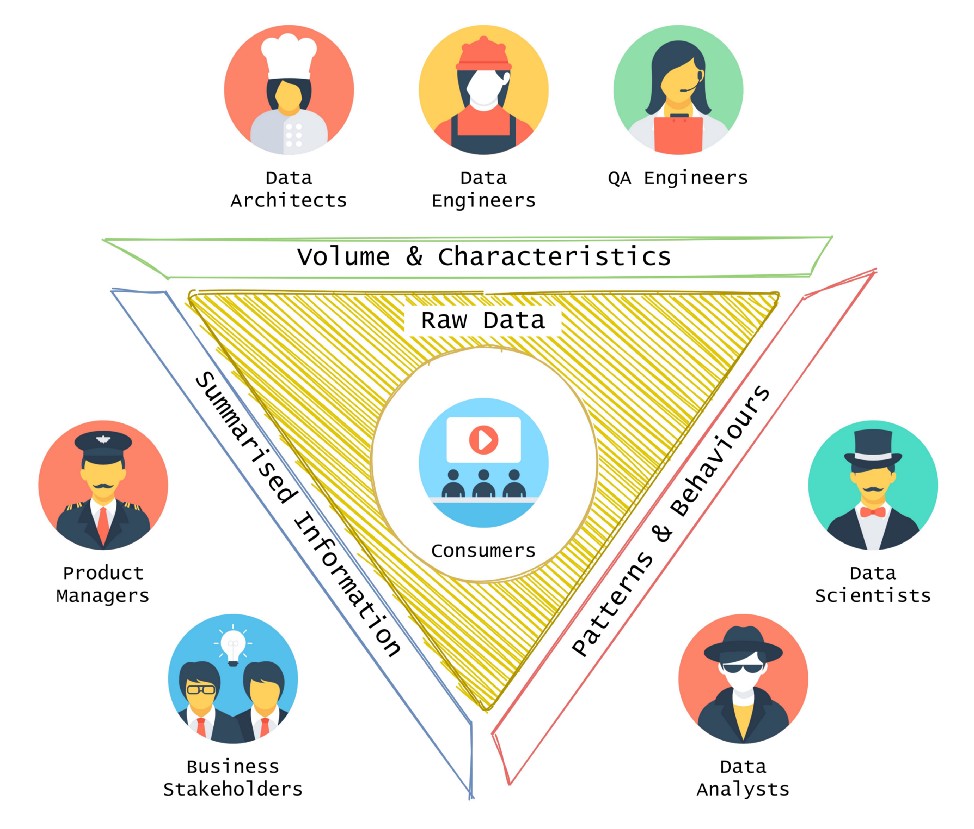 Data
Architects
Data
Engineers
QA Engineers
Volume & Characteristics
Raw Data
Summarised Information
Patterns & Behaviours
Consumers
Product
Managers
Data
Scientists
Business
Stakeholders
Data
Analysts